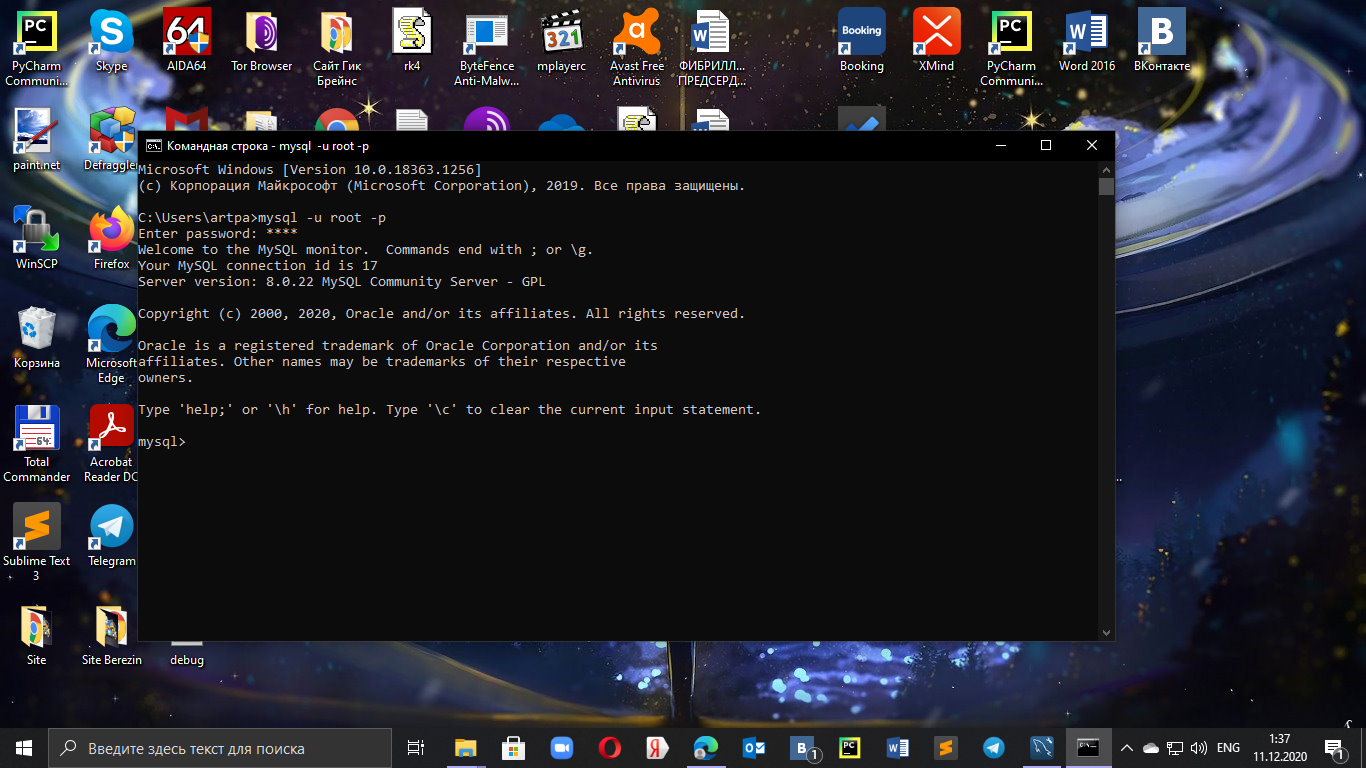 PyCharm
Communi...
Skype
64
AIDA64
Tor Browser
Сайт Гик
Брейнс
rk4
ByteFence
Anti-Malw...
321
mplayerc
Avast Free
Antivirus
ФИБРИЛЛ...
ПРЕДСЕРД...
Booking
Booking
XMind
PyCharm
Communi...
Word 2016
ВКонтакте
paint.net
Defraggler
WinSCP
Firefox
Корзина
Microsoft
Edge
Total
Commander
Acrobat
Reader DC
Sublime Text
3
Telegram
Site
Site Berezin
debug
Командная строка - mysql -u root -p
Microsoft Windows [Version 10.0.18363.1256]
(c) Корпорация Майкрософт (Microsoft Corporation), 2019. Все права защищены.
C:\Users\artpa>mysql -u root -p
Enter password: ****
Welcome to the MySQL monitor.  Commands end with ; or \g.
Your MySQL connection id is 17
Server version: 8.0.22 MySQL Community Server - GPL
Copyright (c) 2000, 2020, Oracle and/or its affiliates. All rights reserved.
Oracle is a registered trademark of Oracle Corporation and/or its
affiliates. Other names may be trademarks of their respective
owners.
Type 'help;' or '\h' for help. Type '\c' to clear the current input statement.
mysql>
Введите здесь текст для поиска
ENG
1:37
11.12.2020
1